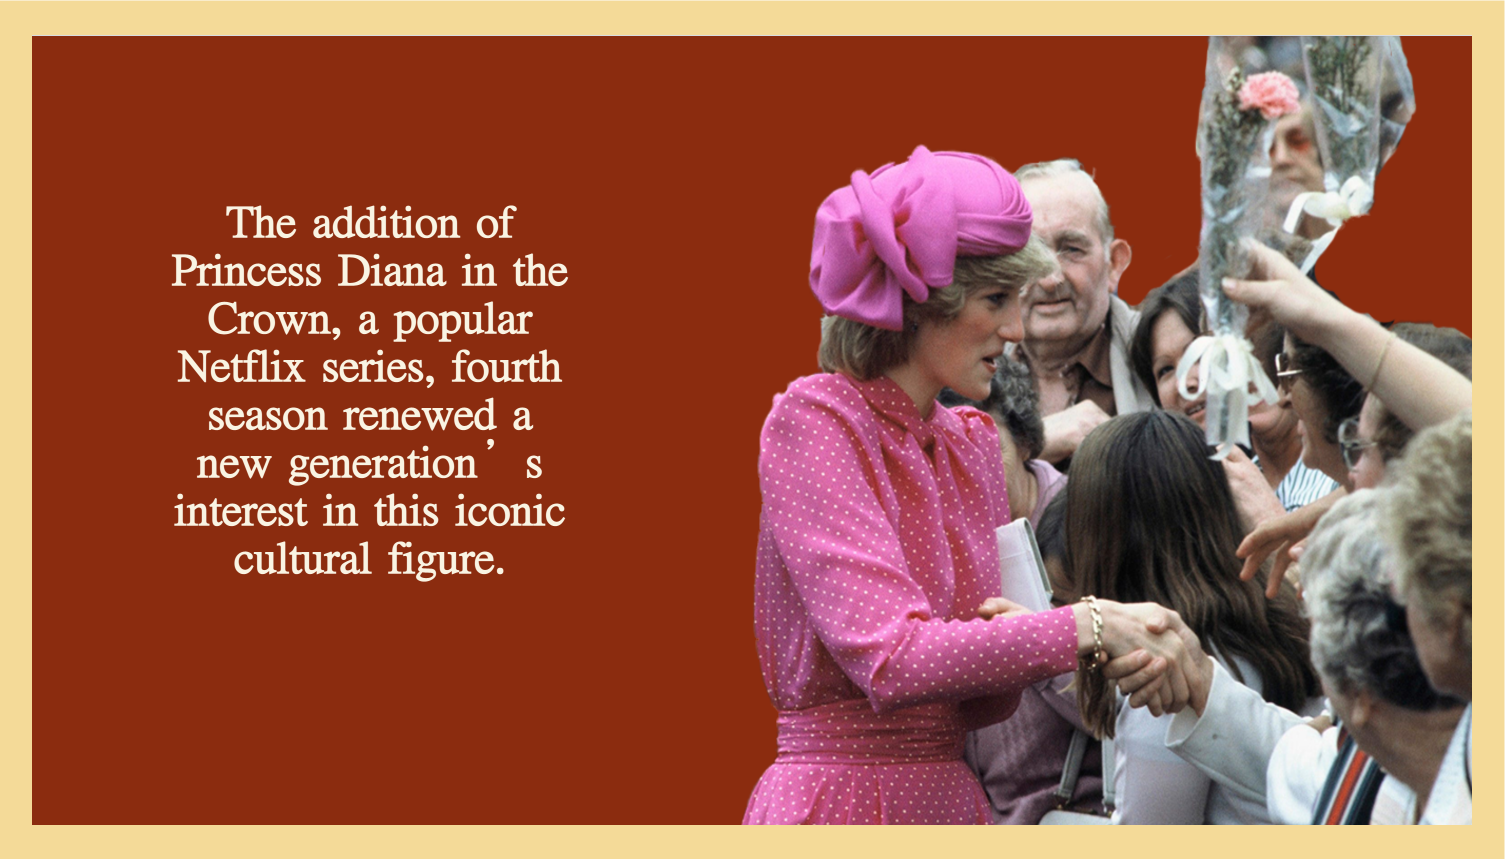 The addition of
Princess Diana in the
Crown, a popular
Netflix series, fourth
season renewed a
new generation’s
interest in this iconic
cultural figure.